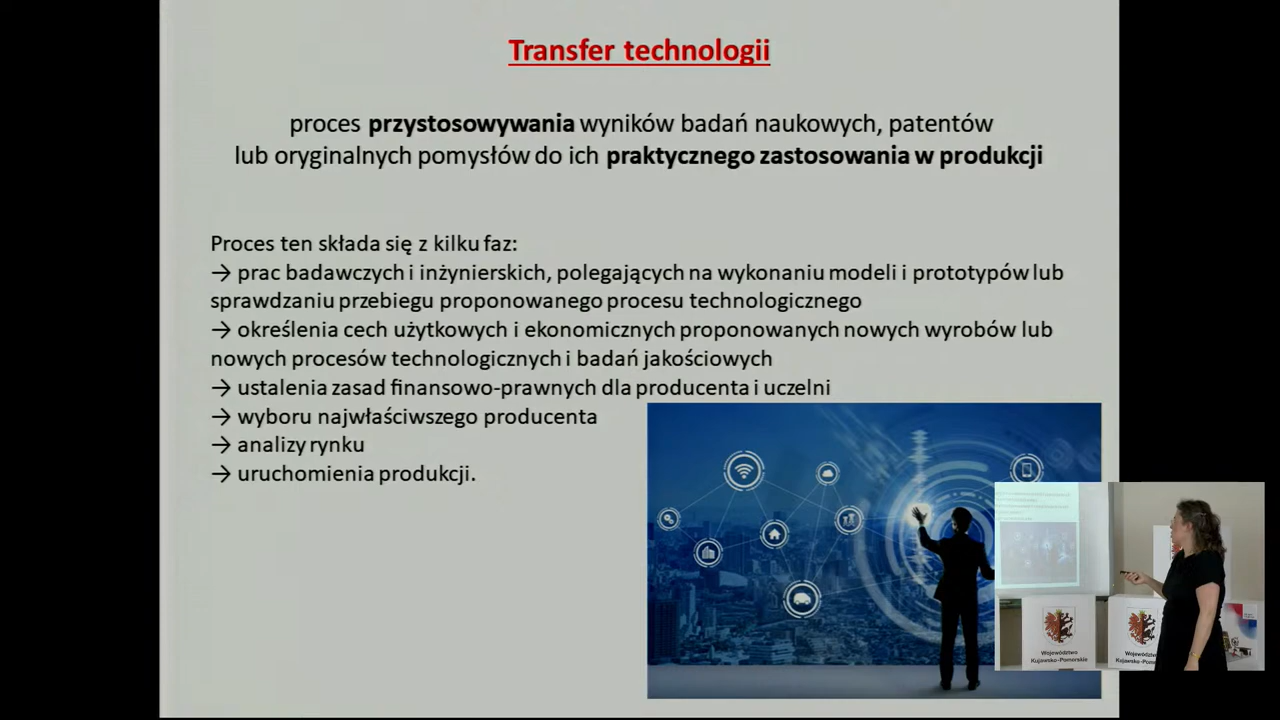 Transfer technologii
proces przystosowywania wyników badań naukowych, patentów
lub oryginalnych pomysłów do ich praktycznego zastosowania w produkcji
Proces ten składa się z kilku faz:
→ prac badawczych i inżynierskich, polegających na wykonaniu modeli i prototypów lub
sprawdzaniu przebiegu proponowanego procesu technologicznego
→ określenia cech użytkowych i ekonomicznych proponowanych nowych wyrobów lub
nowych procesów technologicznych i badań jakościowych
→ ustalenia zasad finansowo-prawnych dla producenta i uczelni
→ wyboru najwłaściwszego producenta
→ analizy rynku
→ uruchomienia produkcji.
Województwo
Kujawsko-Pomorskie
Województwo
Kujawsko-Pomo